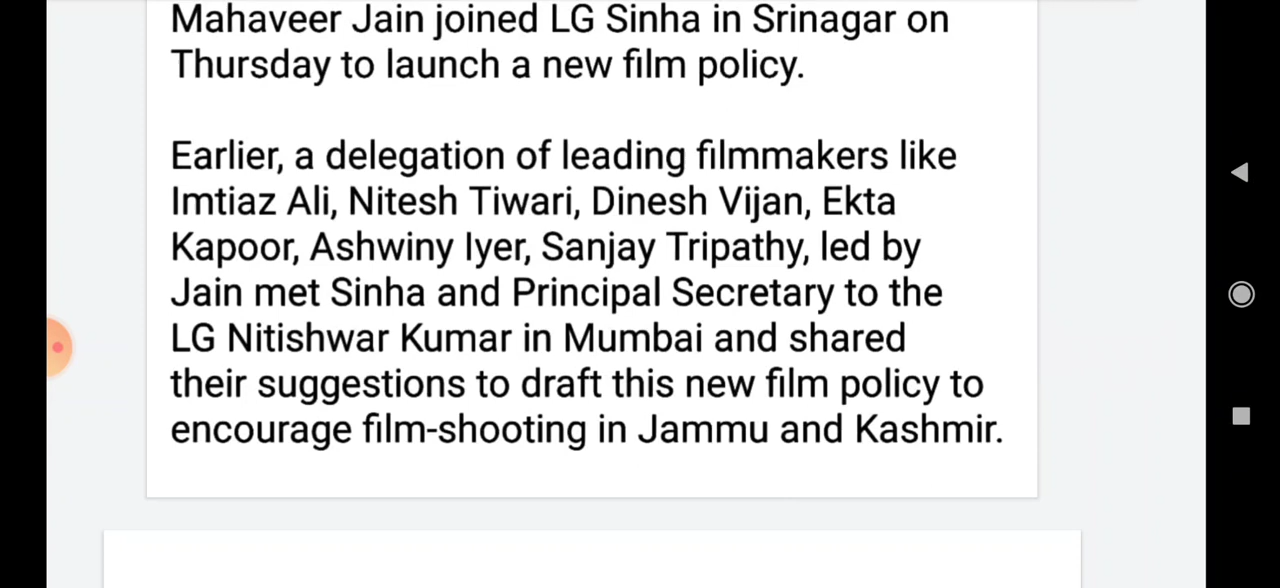 Mahaveer Jain joined LG Sinha in Srinagar on
Thursday to launch a new film policy.
Earlier, a delegation of leading filmmakers like
Imtiaz Ali, Nitesh Tiwari, Dinesh Vijan, Ekta
Kapoor, Ashwiny Iyer, Sanjay Tripathy, led by
Jain met Sinha and Principal Secretary to the
LG Nitishwar Kumar in Mumbai and shared
their suggestions to draft this new film policy to
encourage film-shooting in Jammu and Kashmir.